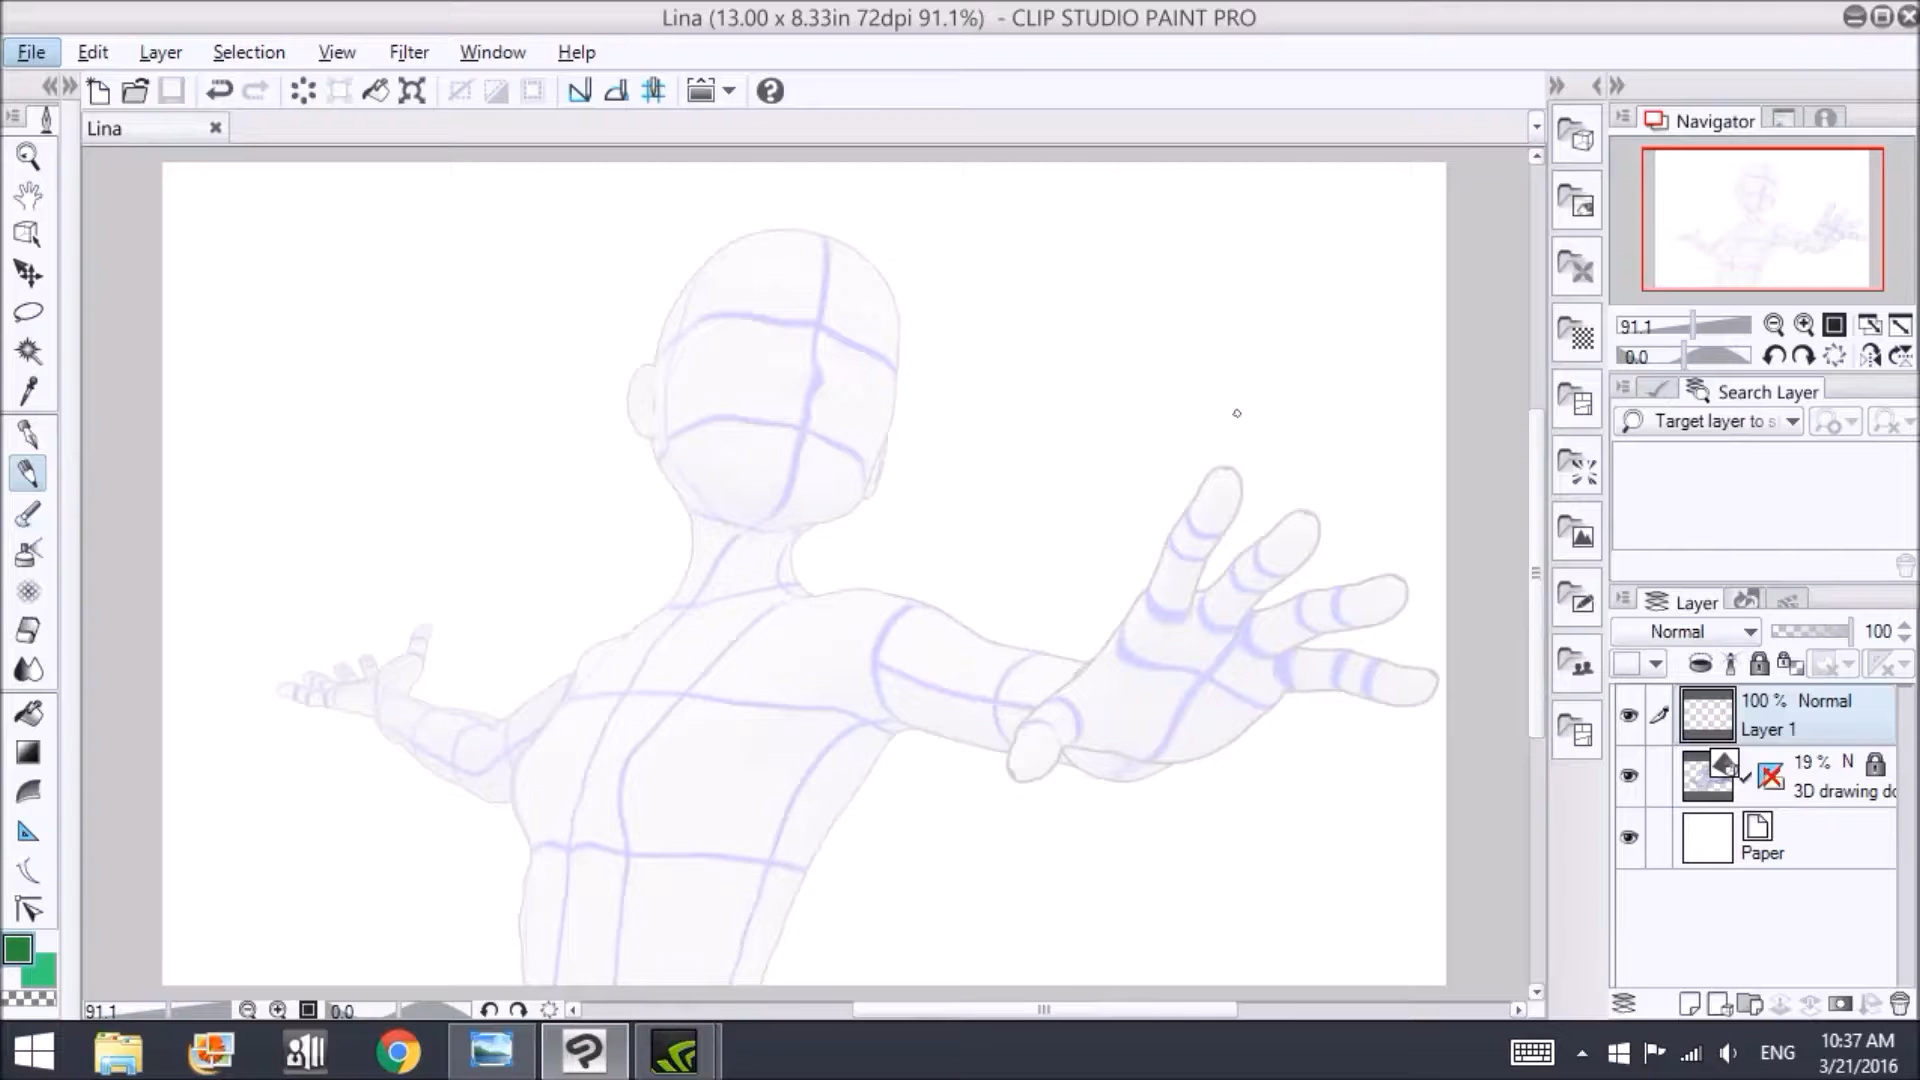 Lina (13.00 x 8.33in 72dpi 91.1%) - CLIP STUDIO PAINT PRO
File Edit Layer Selection View Filter Window Help
Lina
Navigator
91.1
0.0
Search Layer
Target layer to s
Layer
Normal 100
100 % Normal
Layer 1
19 % N
3D drawing do
Paper
91.1 0.0
ENG
10:37 AM
3/21/2016